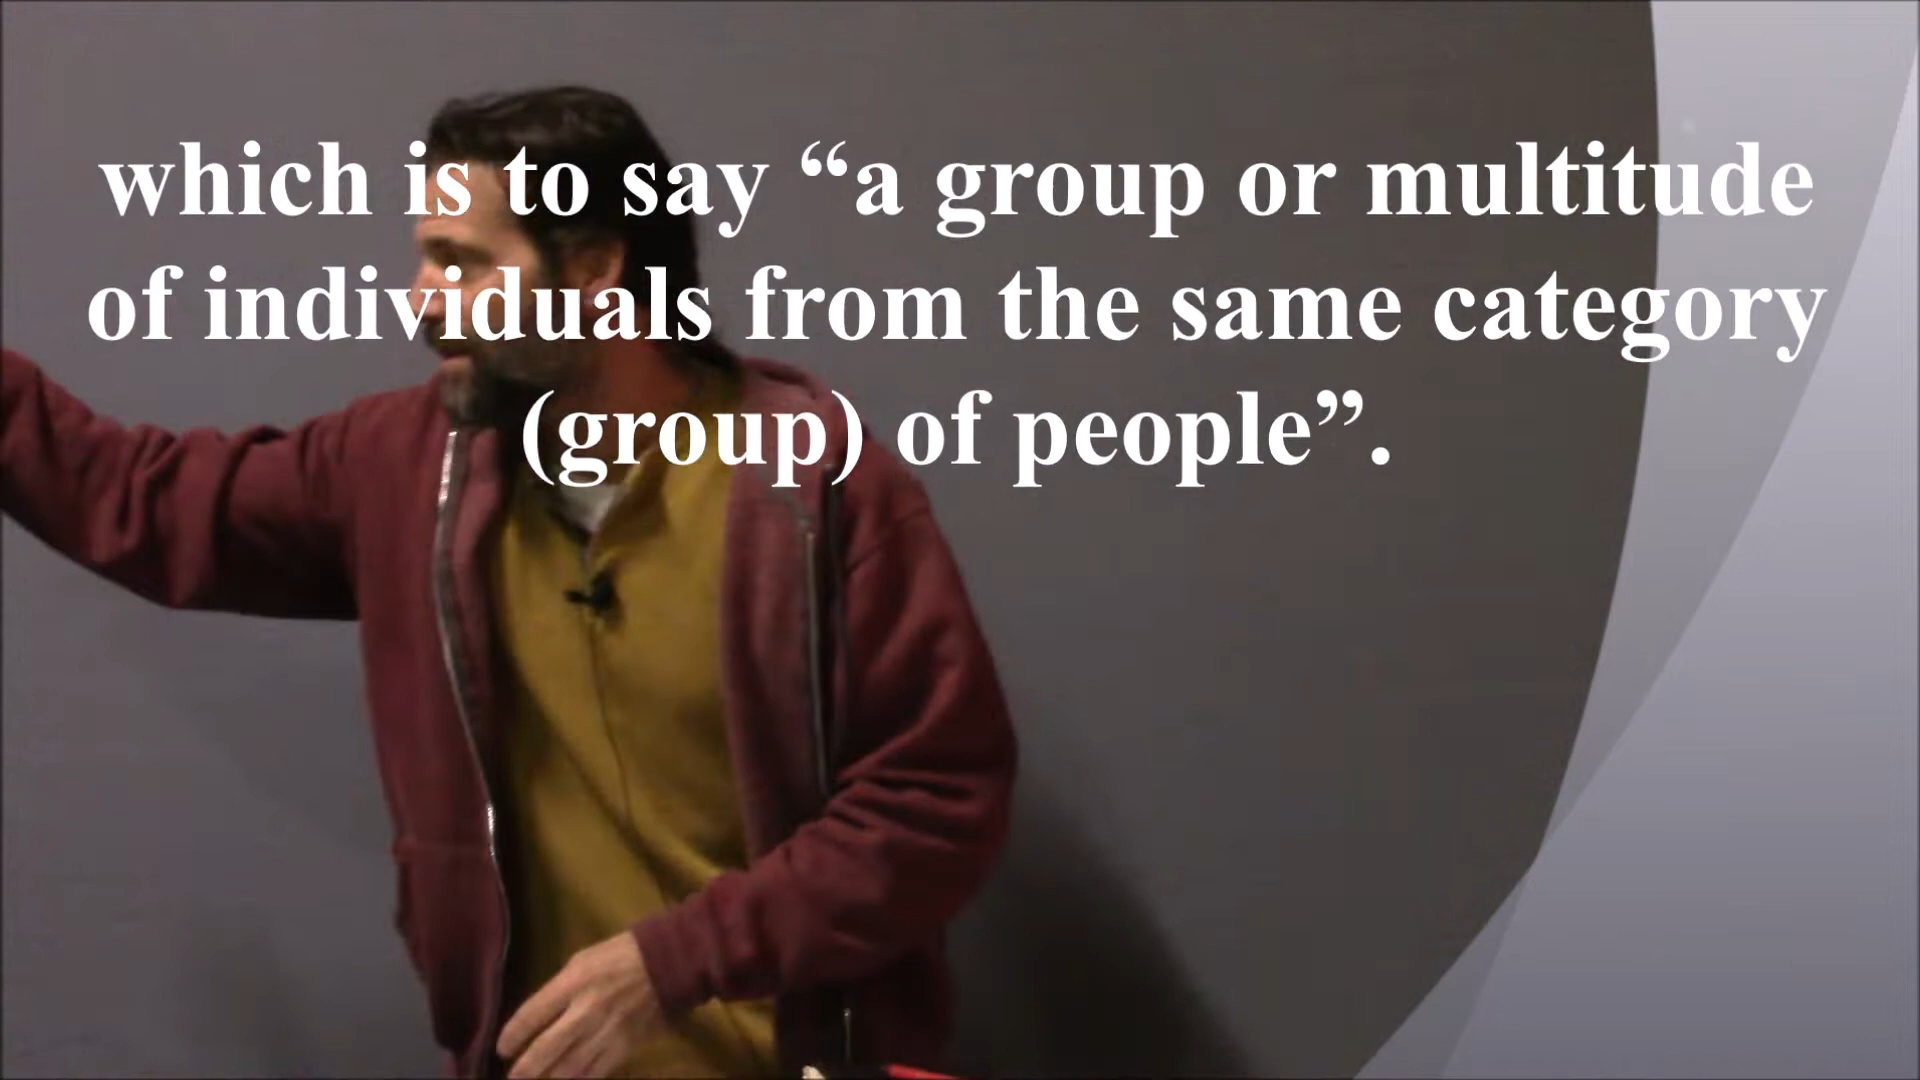 which is to say “a group or multitude
of individuals from the same category
(group) of people”.